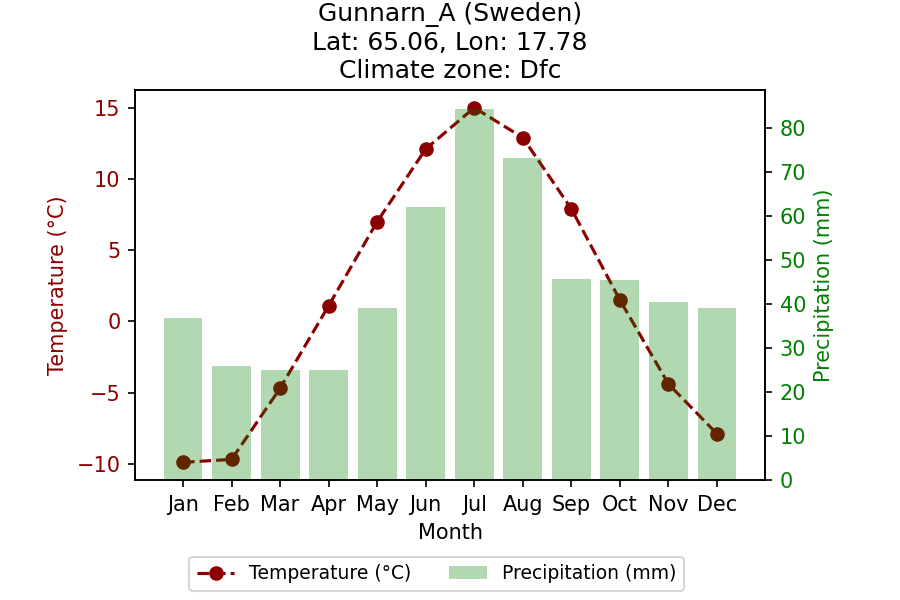 Gunnarn_A (Sweden)
Lat: 65.06, Lon: 17.78
Climate zone: Dfc
Temperature (°C)
15
10
5
0
−5
−10
80
70
60
50
40
30
20
10
0
Precipitation (mm)
Jan Feb Mar Apr May Jun Jul Aug Sep Oct Nov Dec
Month
Temperature (°C) Precipitation (mm)